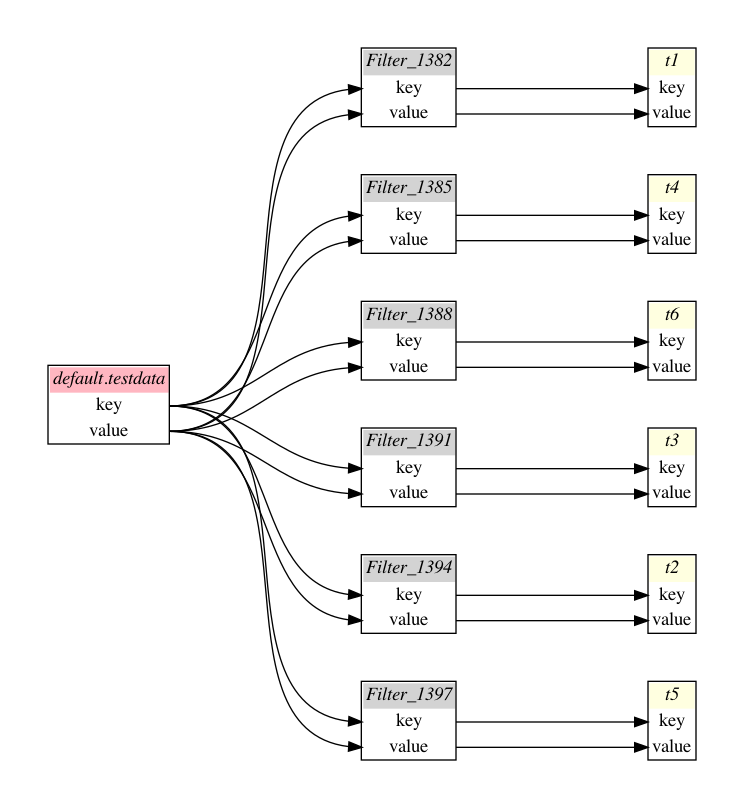 Filter_1382
key
value
t1
key
value
Filter_1385
key
value
t4
key
value
Filter_1388
key
value
t6
key
value
default.testdata
key
value
Filter_1391
key
value
t3
key
value
Filter_1394
key
value
t2
key
value
Filter_1397
key
value
t5
key
value